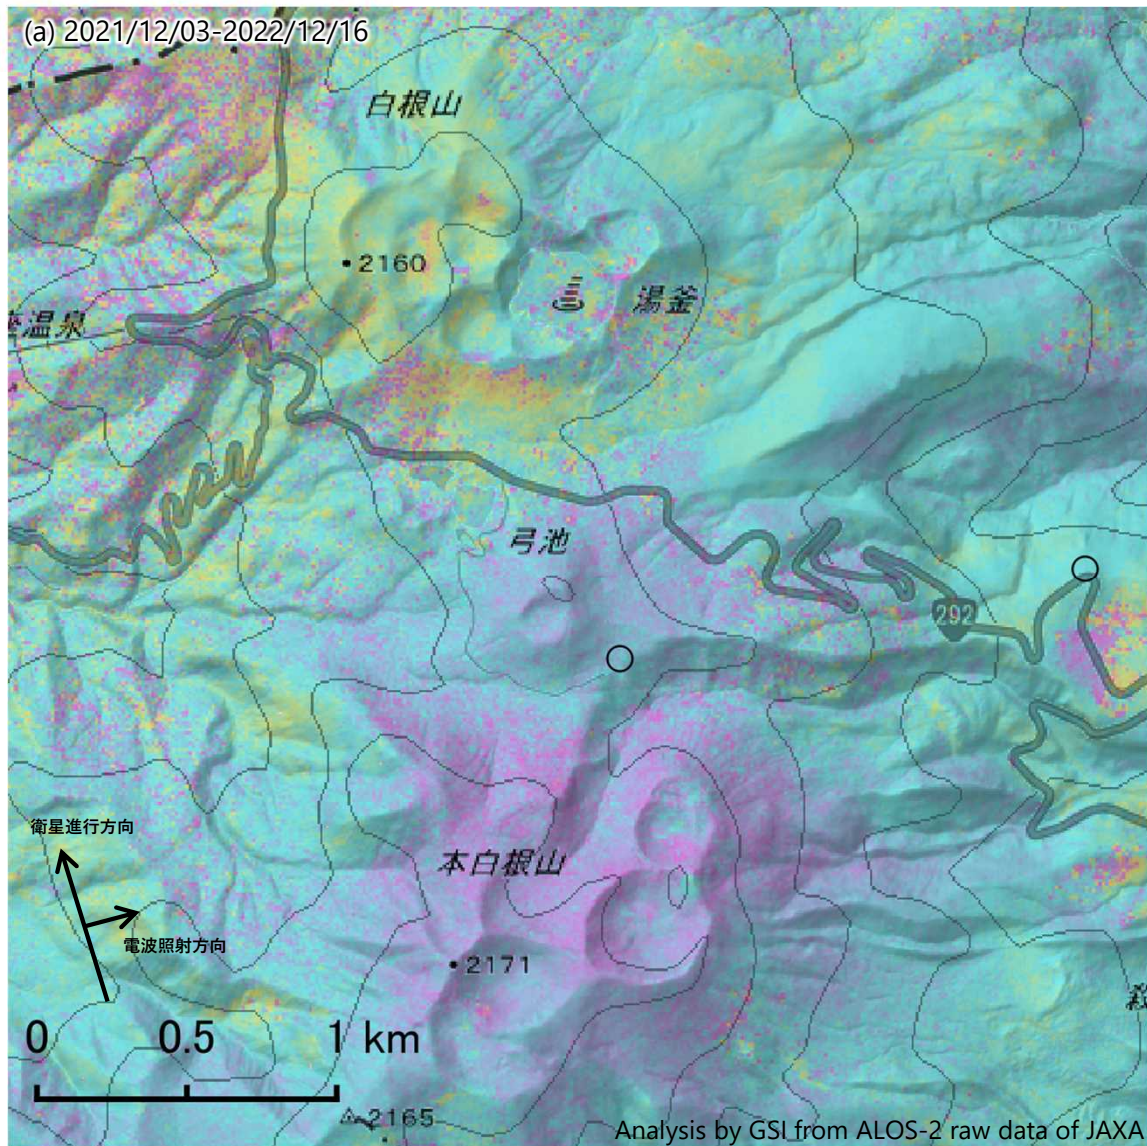 (a) 2021/12/03-2022/12/16
白根山
2160
湯釜
温泉
弓池
292
衛星進行方向
本白根山
電波照射方向
2171
0 0.5 1 km
2165
Analysis by GSI from ALOS-2 raw data of JAXA